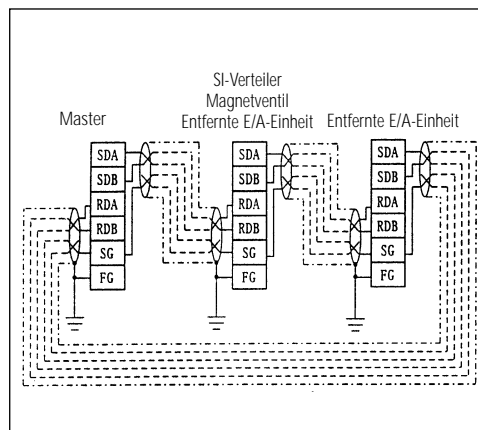 SI-Verteiler
Magnetventil
Master
Entfernte E/A-Einheit
Entfernte E/A-Einheit
SDA
SDB
RDA
RDB
SG
FG
SDA
SDB
RDA
RDB
SG
FG
SDA
SDB
RDA
RDB
SG
FG